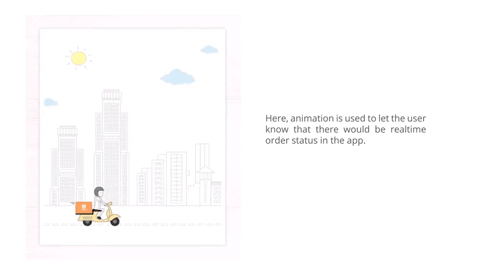 Here, animation is used to let the user
know that there would be realtime
order status in the app.